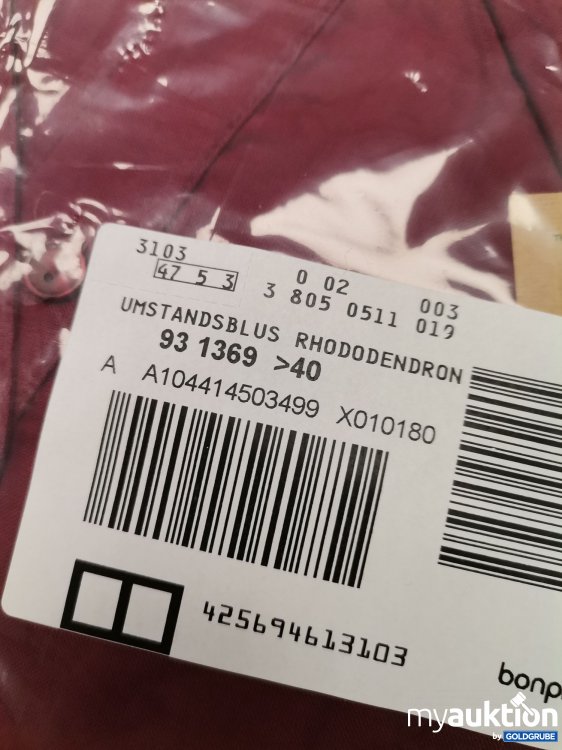 3103
47 5 3
0 02 003
3 805 0511 019
UMSTANDSBLUS RHODODENDRON
93 1369 >40
A A104414503499 X010180
425694613103
bonp
myauktion
by GOLDGRUBE